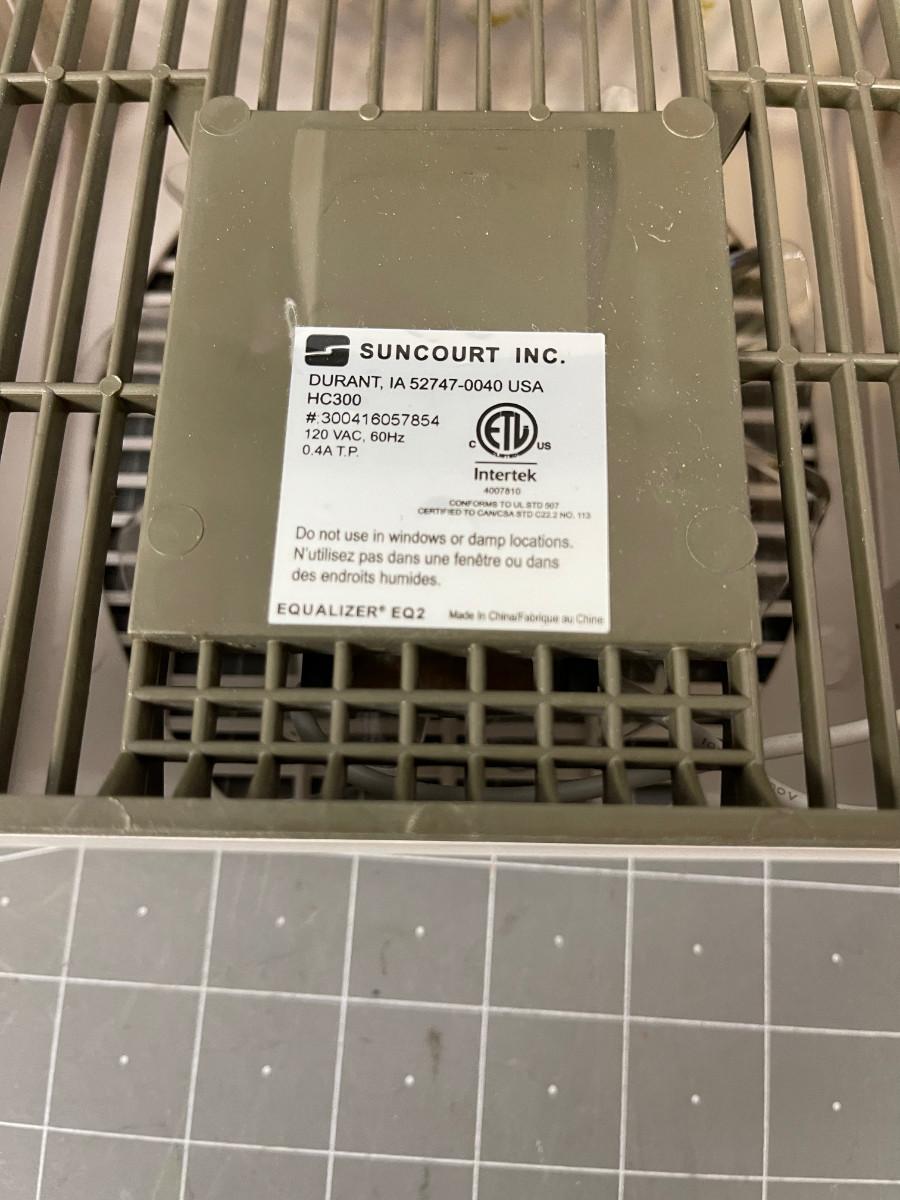 SUNCOURT INC.
DURANT, IA 52747-0040 USA
HC300
#:300416057854
120 VAC, 60Hz
0.4A T.P.
C ETL US
LISTED
Intertek
4007810
CONFORMS TO UL STD 507
CERTIFIED TO CAN/CSA STD C22.2 NO. 113
Do not use in windows or damp locations.
N'utilisez pas dans une fenêtre ou dans
des endroits humides.
EQUALIZER® EQ2 Made In China/Fabrique au Chine